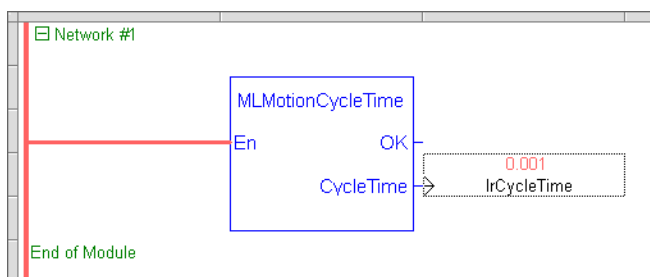 Network #1
MLMotionCycleTime
En OK
0.001
CycleTime lrCycleTime
End of Module